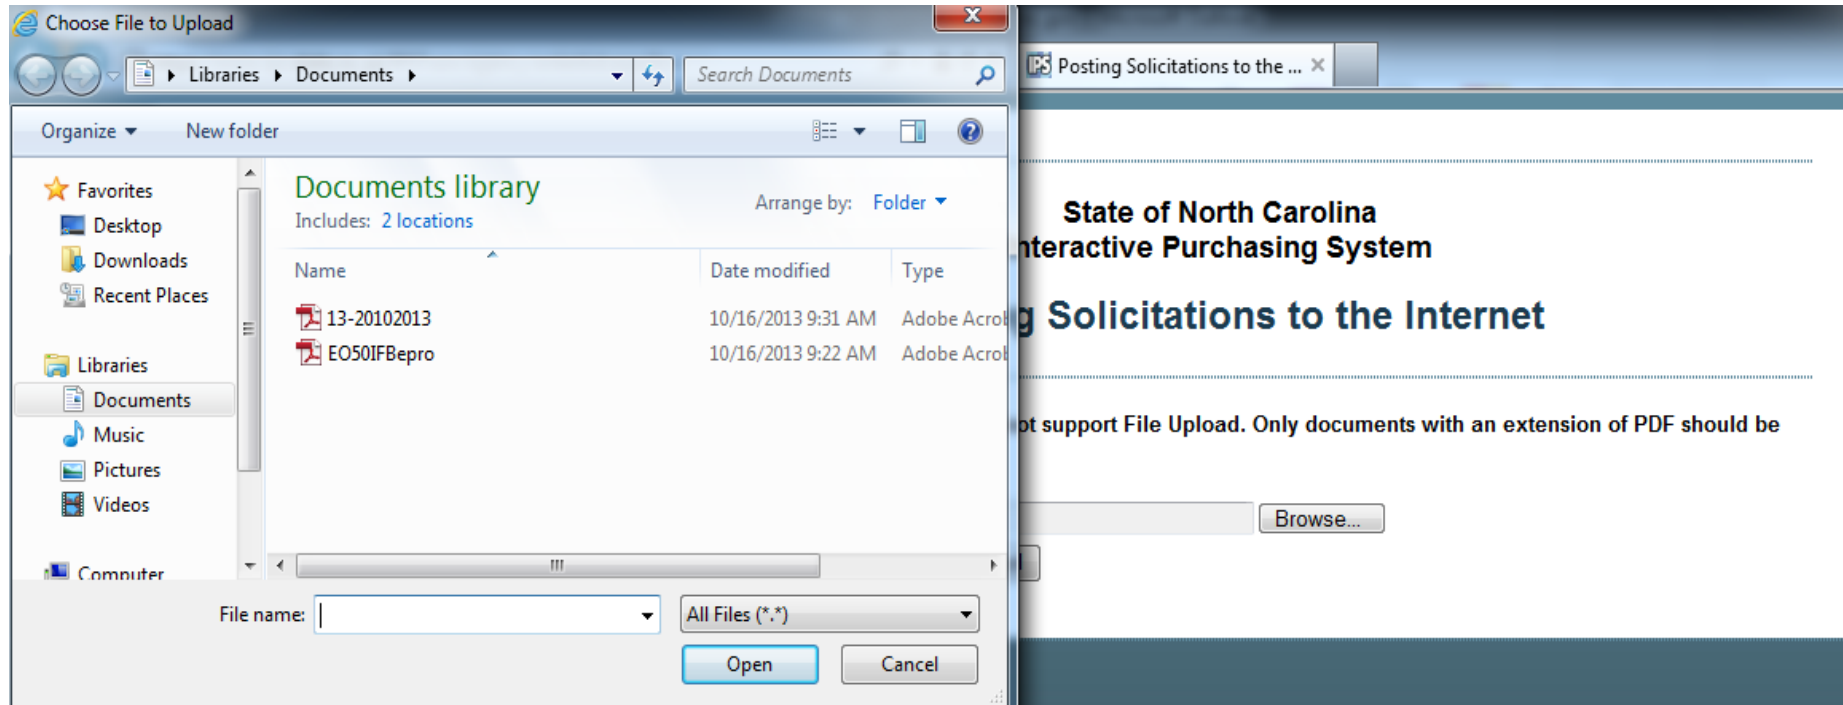 Choose File to Upload
Libraries Documents
Search Documents
Organize New folder
Favorites
Desktop
Downloads
Recent Places
Libraries
Documents
Music
Pictures
Videos
Computer
Documents library
Includes: 2 locations
Arrange by: Folder
Name Date modified Type
13-20102013 10/16/2013 9:31 AM Adobe Acrob
EO50IFBepro 10/16/2013 9:22 AM Adobe Acrob
File name: All Files (*.*)
Open Cancel
IPS Posting Solicitations to the ...
State of North Carolina
nteractive Purchasing System
g Solicitations to the Internet
ot support File Upload. Only documents with an extension of PDF should be
Browse...